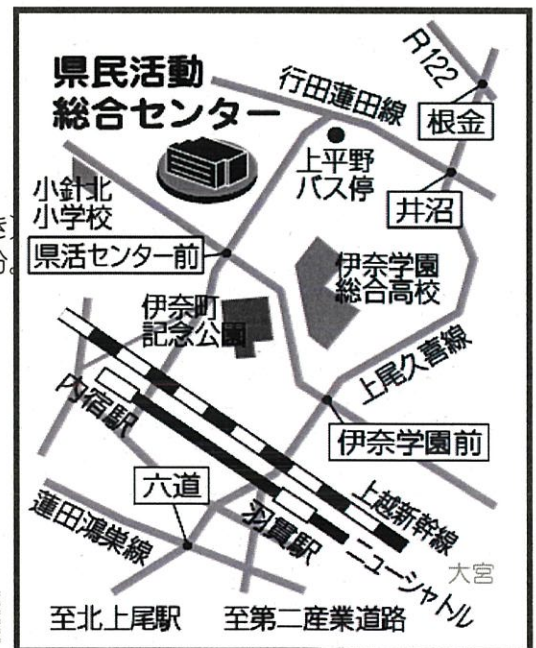 県民活動
総合センター
R122
行田蓮田線
根金
上平野
バス停
井沼
小針北
小学校
県活センター前
伊奈学園
総合高校
伊奈町
記念公園
上尾久喜線
内宿駅
伊奈学園前
六道
羽貫駅
上越新幹線
蓮田鴻巣線
ニューシャトル
大宮
至北上尾駅
至第二産業道路